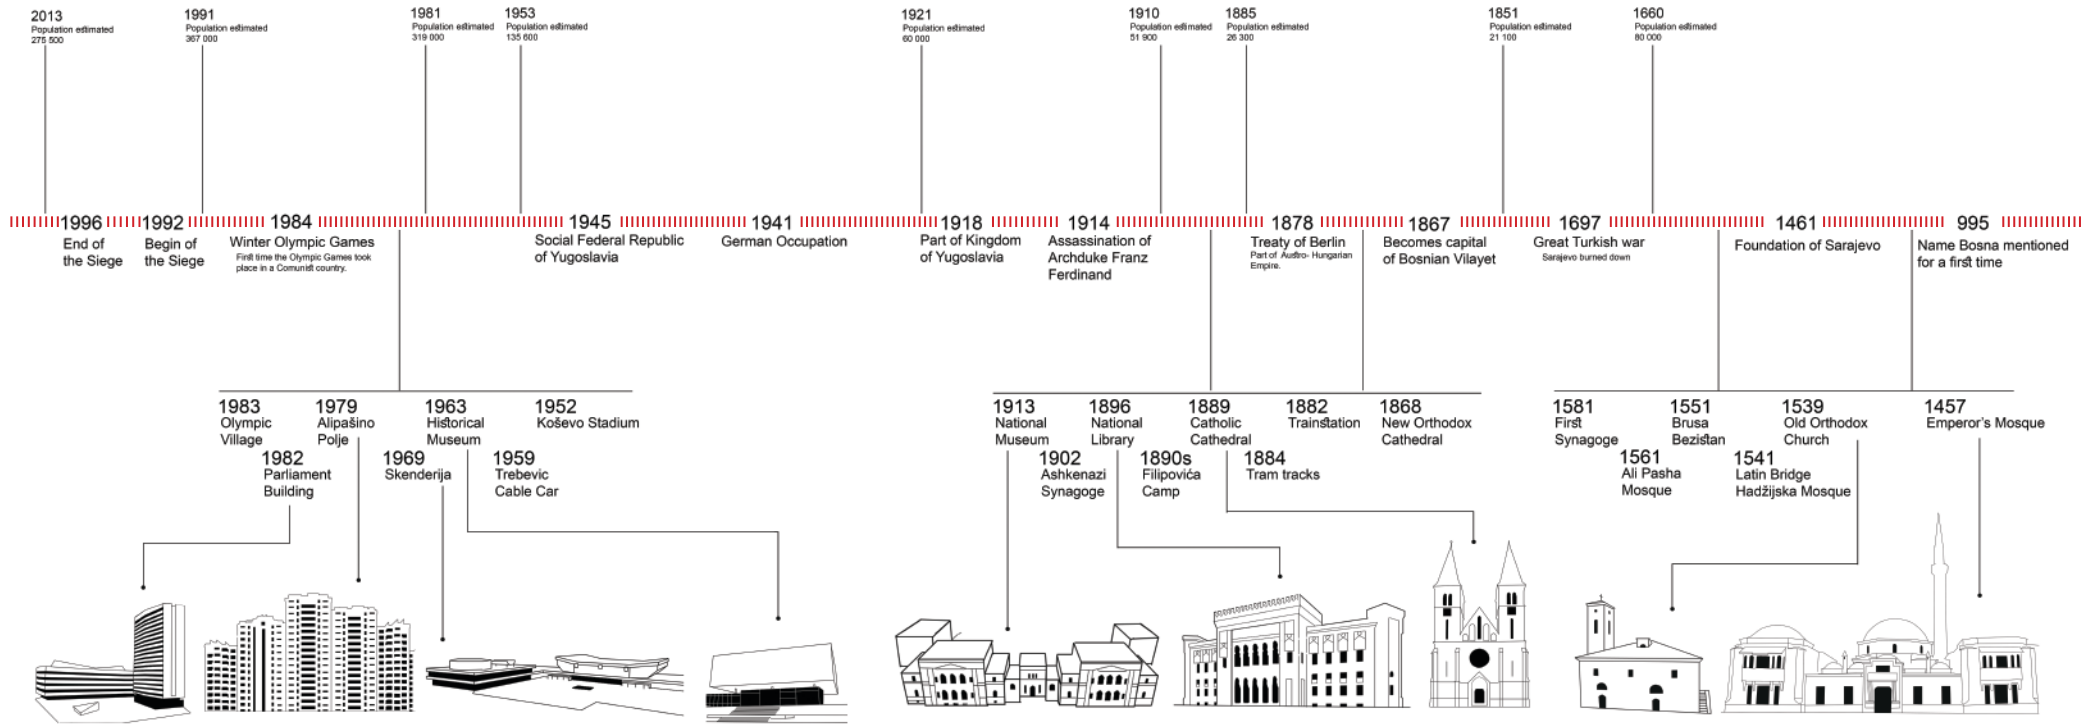 2013
Population estimated
275 500
1991
Population estimated
367 000
1981
Population estimated
319 000
1953
Population estimated
135 600
1921
Population estimated
60 000
1910
Population estimated
51 900
1885
Population estimated
26 300
1851
Population estimated
21 100
1660
Population estimated
80 000
1996
End of
the Siege
1992
Begin of
the Siege
1984
Winter Olympic Games
First time the Olympic Games took
place in a Comunist country.
1945
Social Federal Republic
of Yugoslavia
1941
German Occupation
1918
Part of Kingdom
of Yugoslavia
1914
Assassination of
Archduke Franz
Ferdinand
1878
Treaty of Berlin
Part of Austro- Hungarian
Empire.
1867
Becomes capital
of Bosnian Vilayet
1697
Great Turkish war
Sarajevo burned down
1461
Foundation of Sarajevo
995
Name Bosna mentioned
for a first time
1983
Olympic
Village
1982
Parliament
Building
1979
Alipašino
Polje
1969
Skenderija
1963
Historical
Museum
1959
Trebevic
Cable Car
1952
Koševo Stadium
1913
National
Museum
1902
Ashkenazi
Synagoge
1896
National
Library
1890s
Filipovića
Camp
1889
Catholic
Cathedral
1884
Tram tracks
1882
Trainstation
1868
New Orthodox
Cathedral
1581
First
Synagoge
1561
Ali Pasha
Mosque
1551
Brusa
Bezistan
1541
Latin Bridge
Hadžijska Mosque
1539
Old Orthodox
Church
1457
Emperor's Mosque